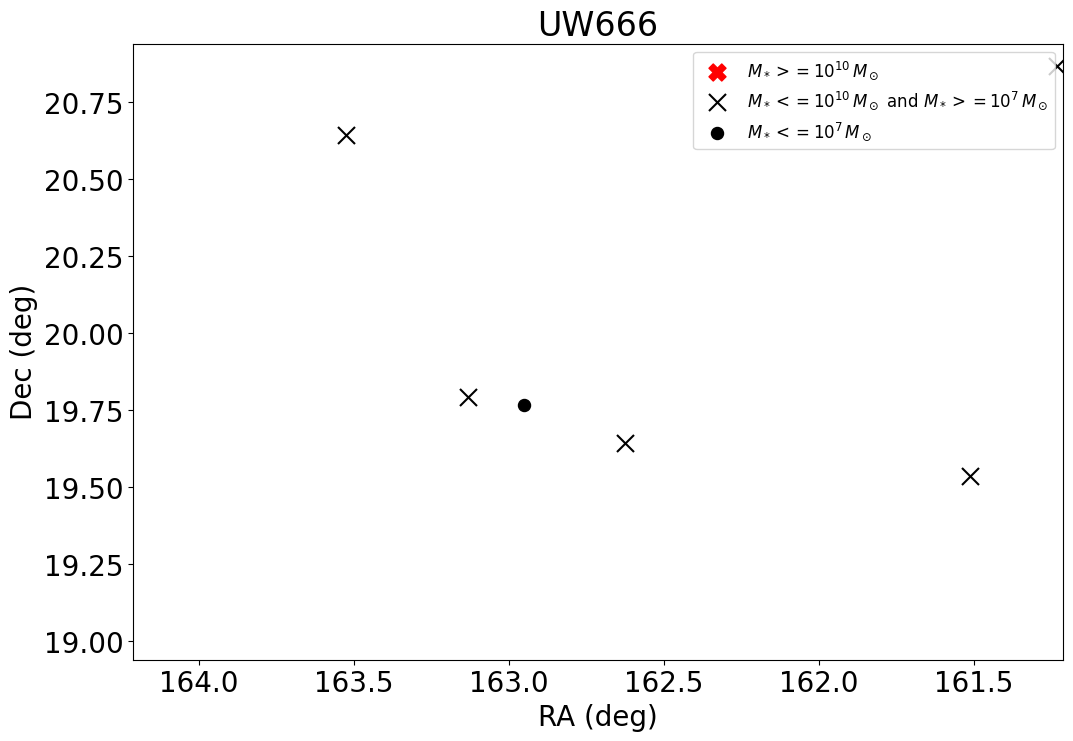 UW666
M* >= 10^10 M⊙
M* <= 10^10 M⊙ and M* >= 10^7 M⊙
M* <= 10^7 M⊙
20.75
20.50
20.25
20.00
19.75
19.50
19.25
19.00
Dec (deg)
164.0 163.5 163.0 162.5 162.0 161.5
RA (deg)